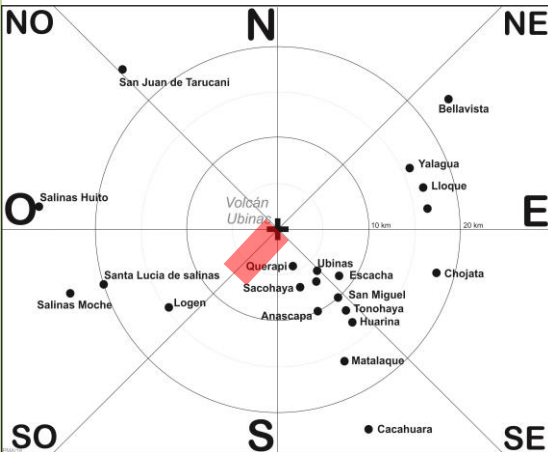 NO
N
NE
San Juan de Tarucani
Bellavista
Yalagua
Lloque
Salinas Huito
Volcán
Ubinas
O
E
10 km
20 km
Querapi
Ubinas
Escacha
Chojata
Santa Lucia de salinas
Sacohaya
San Miguel
Salinas Moche
Logen
Tonohaya
Anascapa
Huarina
Matalaque
Cacahuara
SO
S
SE